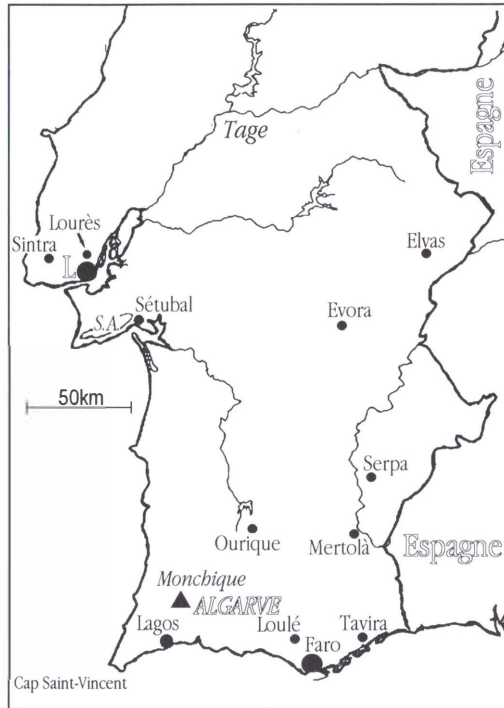 Espagne
Tage
Lourès
Sintra
L
Elvas
Sétubal
S.A.
Evora
50km
Serpa
Ourique
Mertolà
Espagne
Monchique
ALGARVE
Lagos
Loulé
Tavira
Faro
Cap Saint-Vincent